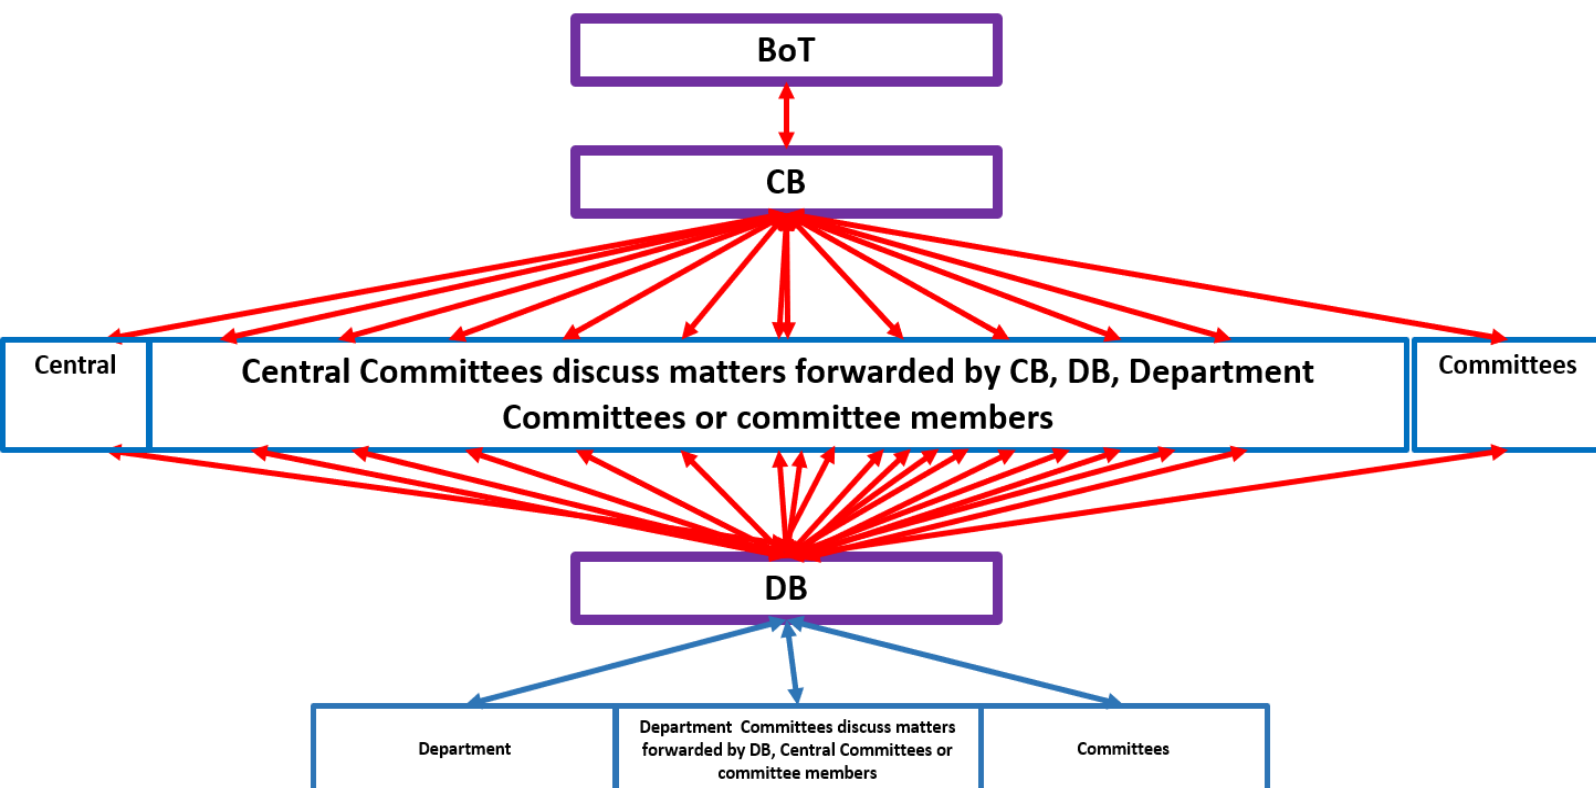 BoT
CB
Central
Central Committees discuss matters forwarded by CB, DB, Department
Committees or committee members
Committees
DB
Department
Department Committees discuss matters
forwarded by DB, Central Committees or
committee members
Committees